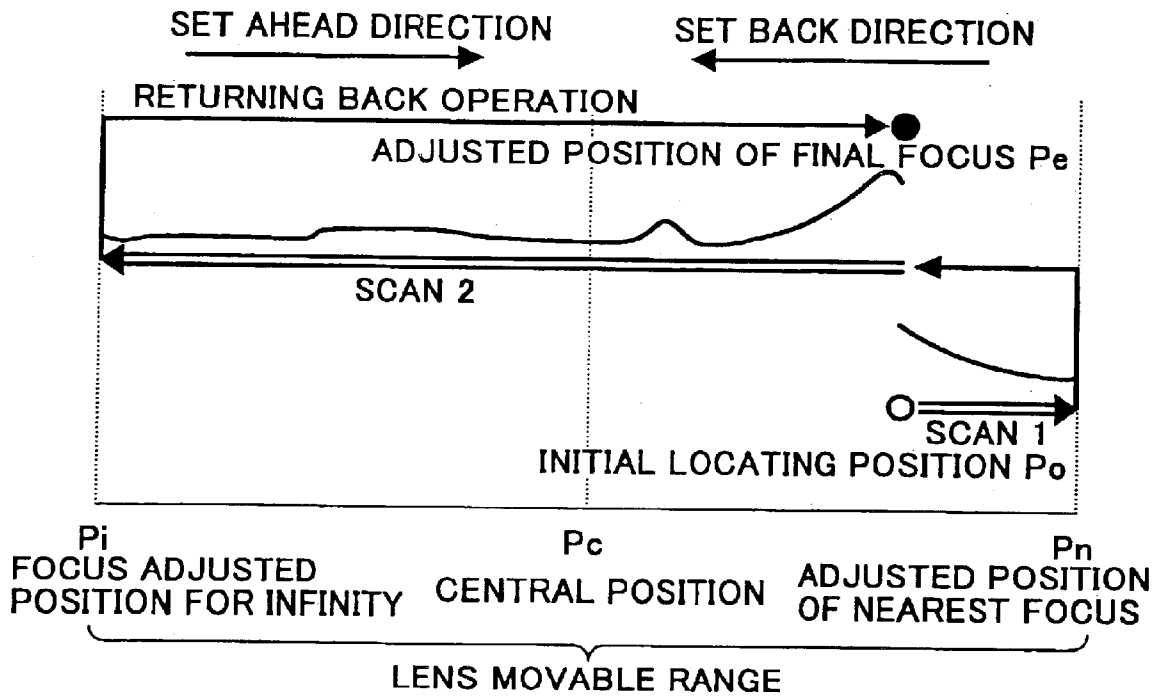 SET AHEAD DIRECTION
SET BACK DIRECTION
RETURNING BACK OPERATION
ADJUSTED POSITION OF FINAL FOCUS Pe
SCAN 2
SCAN 1
INITIAL LOCATING POSITION Po
Pi
FOCUS ADJUSTED
POSITION FOR INFINITY
Pc
CENTRAL POSITION
Pn
ADJUSTED POSITION
OF NEAREST FOCUS
LENS MOVABLE RANGE